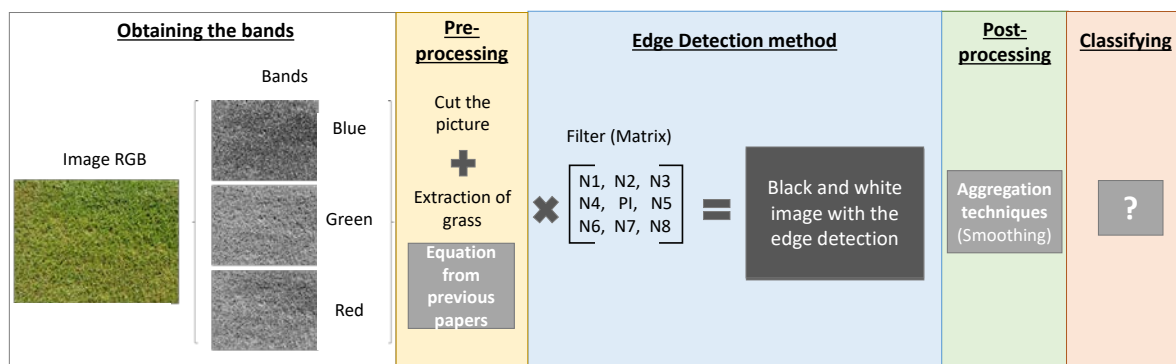 Obtaining the bands
Bands
Image RGB
Blue
Green
Red
Pre-
processing
Cut the
picture
+
Extraction of
grass
Equation
from
previous
papers
Edge Detection method
×
Filter (Matrix)
N1, N2, N3
N4, PI, N5
N6, N7, N8
=
Black and white
image with the
edge detection
Post-
processing
Aggregation
techniques
(Smoothing)
Classifying
?